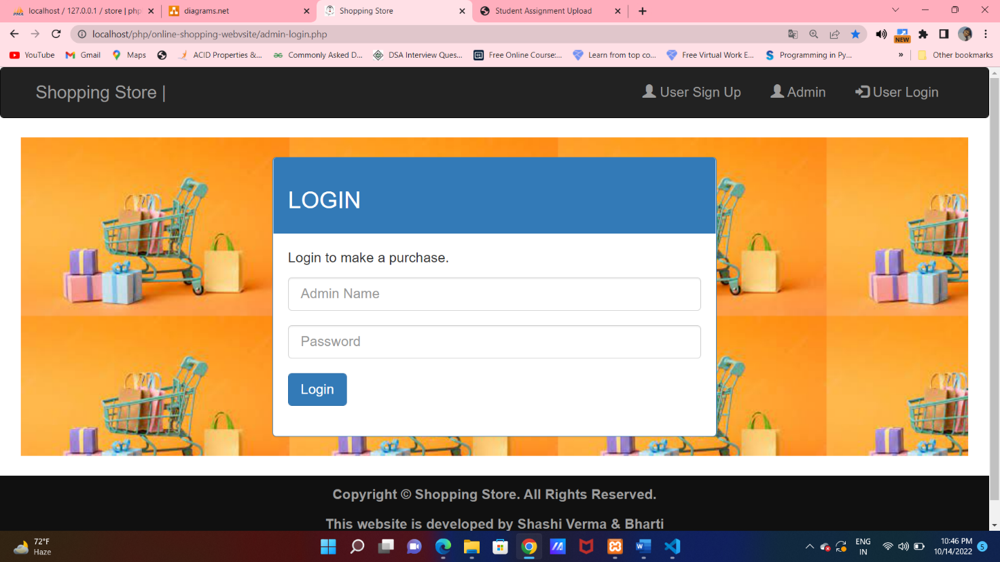 localhost / 127.0.0.1 / store | php
diagrams.net
Shopping Store
Student Assignment Upload
localhost/php/online-shopping-webvsite/admin-login.php
NEW
YouTube
Gmail
Maps
ACID Properties &...
Commonly Asked D...
DSA Interview Ques...
Free Online Course:...
Learn from top co...
Free Virtual Work E...
Programming in Py...
»
Other bookmarks
Shopping Store |
User Sign Up
Admin
User Login
LOGIN
Login to make a purchase.
Admin Name
Password
Login
Copyright © Shopping Store. All Rights Reserved.
This website is developed by Shashi Verma & Bharti
72°F
Haze
ENG
IN
10:46 PM
10/14/2022
5